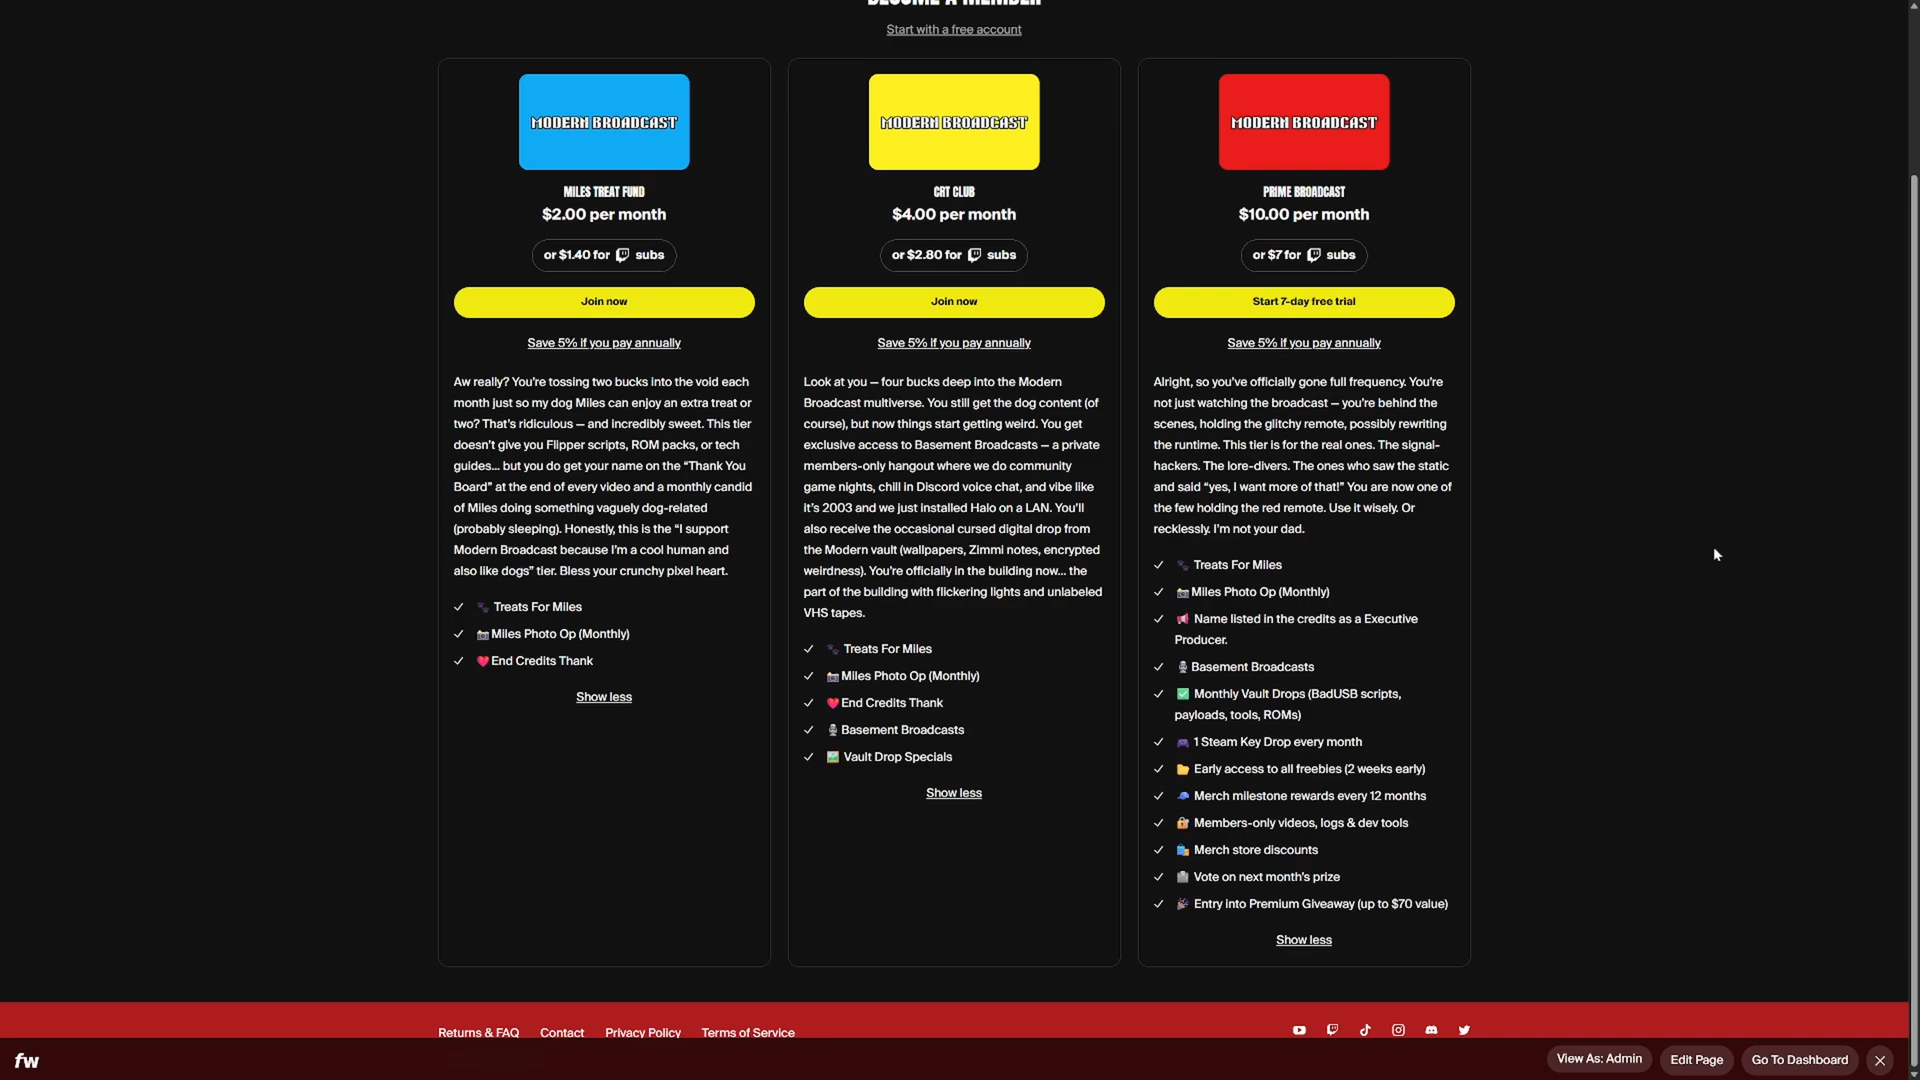 BECOME A MEMBER
Start with a free account
MODERN BROADCAST
MILES TREAT FUND
$2.00 per month
or $1.40 for subs
Join now
Save 5% if you pay annually
Aw really? You're tossing two bucks into the void each
month just so my dog Miles can enjoy an extra treat or
two? That's ridiculous — and incredibly sweet. This tier
doesn't give you Flipper scripts, ROM packs, or tech
guides... but you do get your name on the “Thank You
Board” at the end of every video and a monthly candid
of Miles doing something vaguely dog-related
(probably sleeping). Honestly, this is the “I support
Modern Broadcast because I'm a cool human and
also like dogs” tier. Bless your crunchy pixel heart.
Treats For Miles
Miles Photo Op (Monthly)
End Credits Thank
Show less
MODERN BROADCAST
CRT CLUB
$4.00 per month
or $2.80 for subs
Join now
Save 5% if you pay annually
Look at you — four bucks deep into the Modern
Broadcast multiverse. You still get the dog content (of
course), but now things start getting weird. You get
exclusive access to Basement Broadcasts — a private
members-only hangout where we do community
game nights, chill in Discord voice chat, and vibe like
it's 2003 and we just installed Halo on a LAN. You'll
also receive the occasional cursed digital drop from
the Modern vault (wallpapers, Zimmi notes, encrypted
weirdness). You're officially in the building now... the
part of the building with flickering lights and unlabeled
VHS tapes.
Treats For Miles
Miles Photo Op (Monthly)
End Credits Thank
Basement Broadcasts
Vault Drop Specials
Show less
MODERN BROADCAST
PRIME BROADCAST
$10.00 per month
or $7 for subs
Start 7-day free trial
Save 5% if you pay annually
Alright, so you've officially gone full frequency. You're
not just watching the broadcast — you're behind the
scenes, holding the glitchy remote, possibly rewriting
the runtime. This tier is for the real ones. The signal-
hackers. The lore-divers. The ones who saw the static
and said “yes, I want more of that!” You are now one of
the few holding the red remote. Use it wisely. Or
recklessly. I'm not your dad.
Treats For Miles
Miles Photo Op (Monthly)
Name listed in the credits as a Executive
Producer.
Basement Broadcasts
Monthly Vault Drops (BadUSB scripts,
payloads, tools, ROMs)
1 Steam Key Drop every month
Early access to all freebies (2 weeks early)
Merch milestone rewards every 12 months
Members-only videos, logs & dev tools
Merch store discounts
Vote on next month's prize
Entry into Premium Giveaway (up to $70 value)
Show less
Returns & FAQ Contact Privacy Policy Terms of Service
fw View As: Admin Edit Page Go To Dashboard